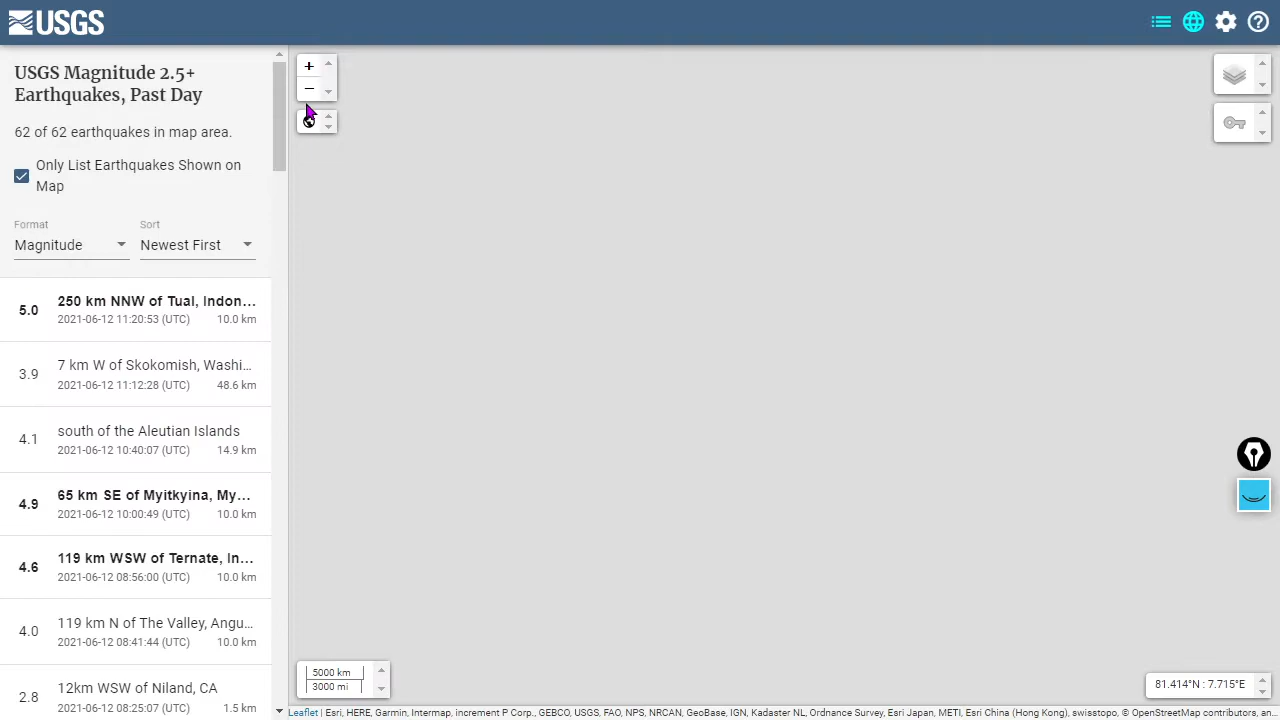 USGS
USGS Magnitude 2.5+
Earthquakes, Past Day
62 of 62 earthquakes in map area.
Only List Earthquakes Shown on
Map
Format
Sort
Magnitude
Newest First
5.0
250 km NNW of Tual, Indon...
2021-06-12 11:20:53 (UTC) 10.0 km
3.9
7 km W of Skokomish, Washi...
2021-06-12 11:12:28 (UTC) 48.6 km
4.1
south of the Aleutian Islands
2021-06-12 10:40:07 (UTC) 14.9 km
4.9
65 km SE of Myitkyina, My...
2021-06-12 10:00:49 (UTC) 10.0 km
4.6
119 km WSW of Ternate, In...
2021-06-12 08:56:00 (UTC) 10.0 km
4.0
119 km N of The Valley, Angu...
2021-06-12 08:41:44 (UTC) 10.0 km
2.8
12km WSW of Niland, CA
2021-06-12 08:25:07 (UTC) 1.5 km
+
−
5000 km
3000 mi
81.414°N : 7.715°E
Leaflet | Esri, HERE, Garmin, Intermap, increment P Corp., GEBCO, USGS, FAO, NPS, NRCAN, GeoBase, IGN, Kadaster NL, Ordnance Survey, Esri Japan, METI, Esri China (Hong Kong), swisstopo, © OpenStreetMap contributors, an...